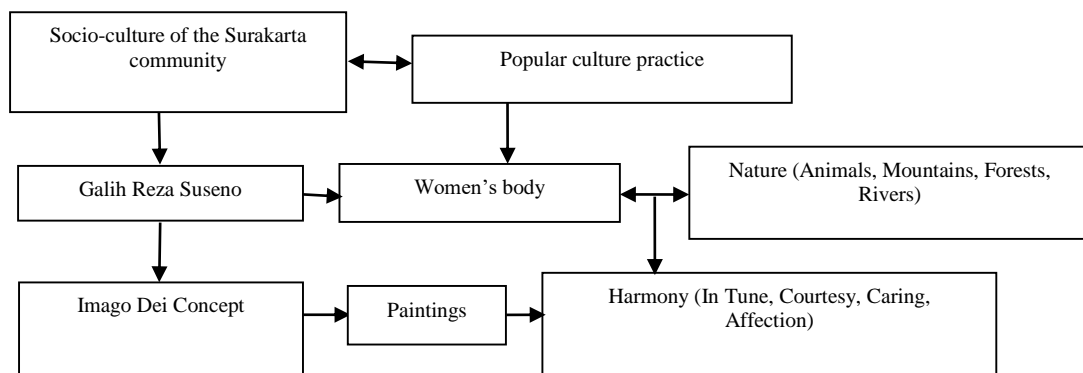 Socio-culture of the Surakarta
community
Popular culture practice
Galih Reza Suseno
Women’s body
Nature (Animals, Mountains, Forests,
Rivers)
Imago Dei Concept
Paintings
Harmony (In Tune, Courtesy, Caring,
Affection)